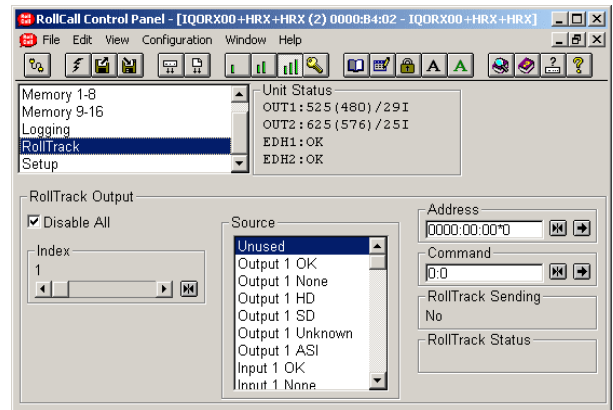 RollCall Control Panel - [IQORX00+HRX+HRX (2) 0000:B4:02 - IQORX00+HRX+HRX]
File Edit View Configuration Window Help
A A
Memory 1-8
Memory 9-16
Logging
RollTrack
Setup
Unit Status
OUT1:525(480)/29I
OUT2:625(576)/25I
EDH1:OK
EDH2:OK
RollTrack Output
Disable All
Index
1
Source
Unused
Output 1 OK
Output 1 None
Output 1 HD
Output 1 SD
Output 1 Unknown
Output 1 ASI
Input 1 OK
Input 1 None
Address
0000:00:00*0
Command
0:0
RollTrack Sending
No
RollTrack Status